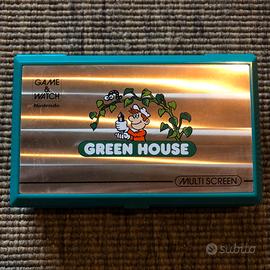 GAME
&
WATCH
Nintendo
GREEN HOUSE
MULTI SCREEN
subito